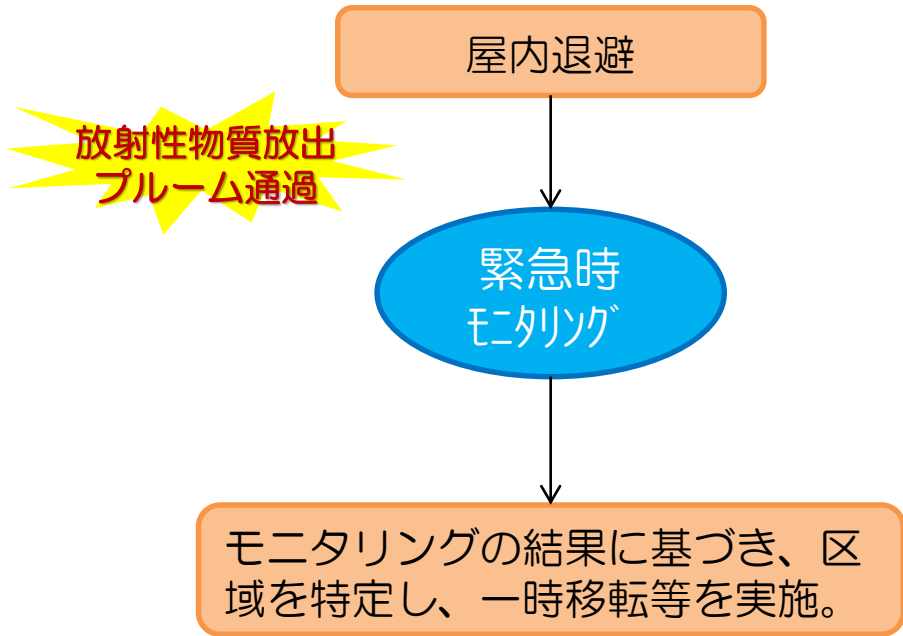 屋内退避
放射性物質放出
プルーム通過
緊急時
ﾓﾆﾀﾘﾝｸﾞ
モニタリングの結果に基づき、区
域を特定し、一時移転等を実施。